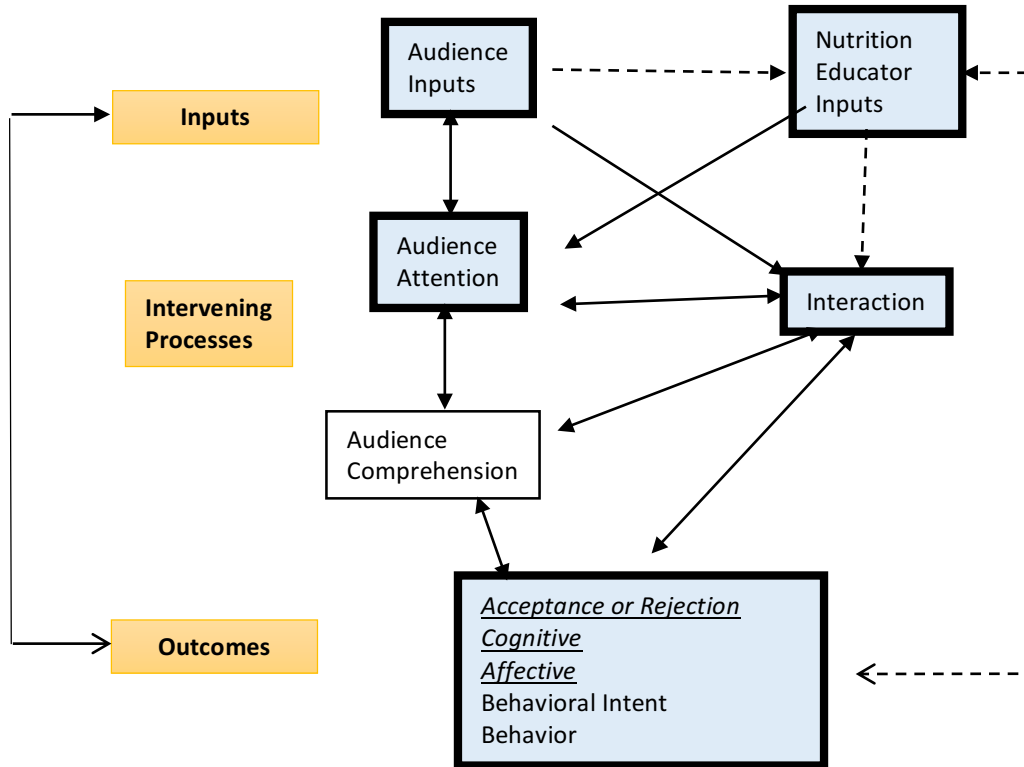 Audience
Inputs
Nutrition
Educator
Inputs
Inputs
Audience
Attention
Intervening
Processes
Interaction
Audience
Comprehension
Outcomes
Acceptance or Rejection
Cognitive
Affective
Behavioral Intent
Behavior